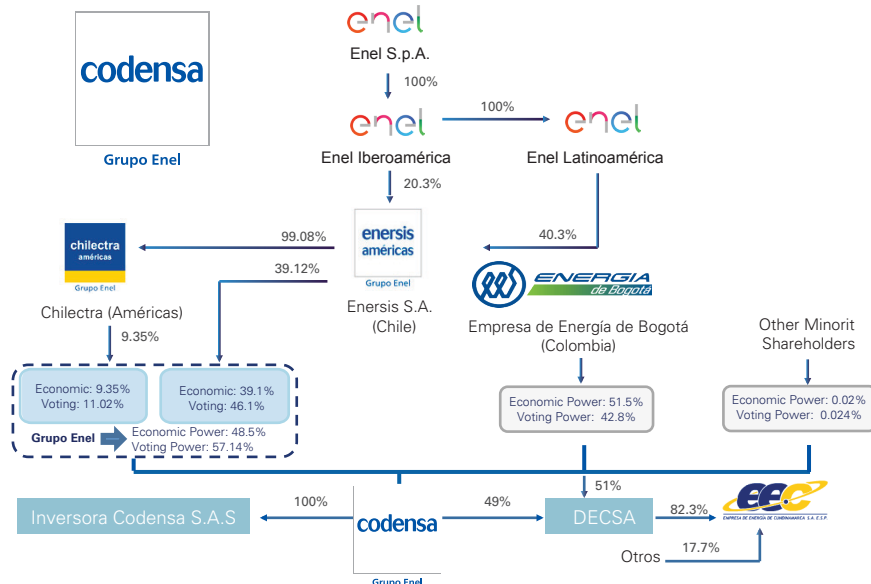 enel
Enel S.p.A.
codensa
Grupo Enel
100%
enel
Enel Iberoamérica
100%
enel
Enel Latinoamérica
20.3%
40.3%
chilectra
américas
Grupo Enel
Chilectra (Américas)
99.08%
39.12%
enersis
américas
Grupo Enel
Enersis S.A.
(Chile)
ENERGIA
de Bogotá
Empresa de Energía de Bogotá
(Colombia)
Other Minorit
Shareholders
9.35%
Economic: 9.35%
Voting: 11.02%
Economic: 39.1%
Voting: 46.1%
Grupo Enel
Economic Power: 48.5%
Voting Power: 57.14%
Economic Power: 51.5%
Voting Power: 42.8%
Economic Power: 0.02%
Voting Power: 0.024%
Inversora Codensa S.A.S
100%
codensa
Grupo Enel
49%
51%
DECSA
82.3%
eec
EMPRESA DE ENERGÍA DE CUNDINAMARCA S.A. E.S.P.
Otros
17.7%